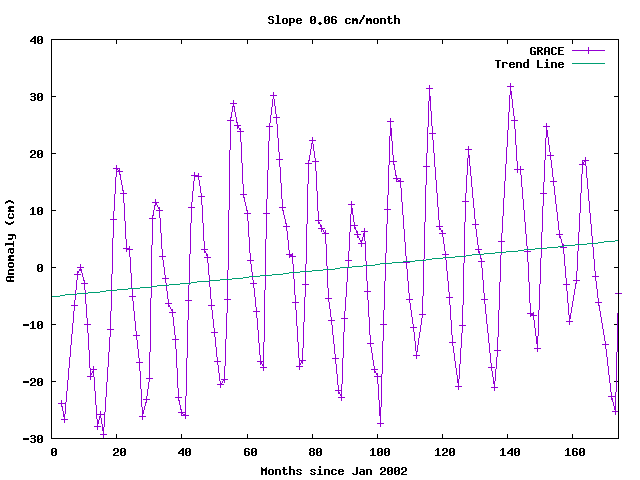 Slope 0.06 cm/month
40
GRACE
Trend Line
30
20
10
0
-10
-20
-30
Anomaly (cm)
0 20 40 60 80 100 120 140 160
Months since Jan 2002